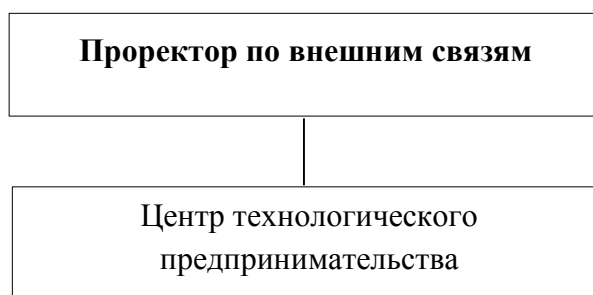 Проректор по внешним связям
Центр технологического
предпринимательства